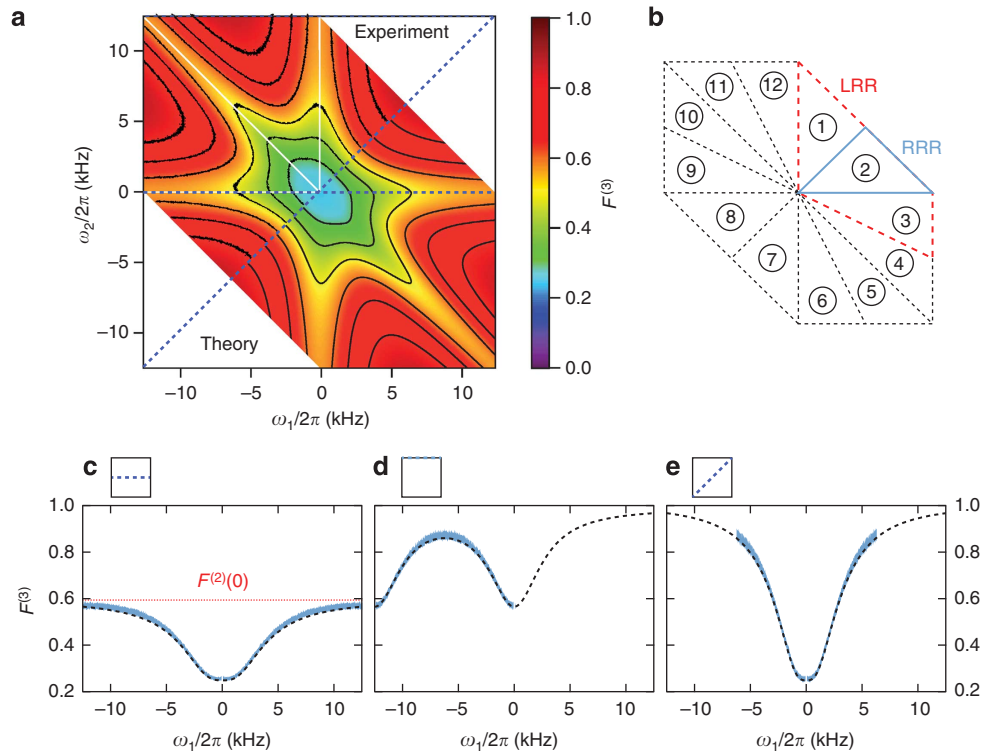 a
Experiment
Theory
10
5
0
−5
−10
ω2/2π (kHz)
−10 −5 0 5 10
ω1/2π (kHz)
1.0
0.8
0.6
0.4
0.2
0.0
F(3)
b
LRR
RRR
11 12
10 1
2
9 3
8 4
7 5
6
c
1.0
0.8
0.6
0.4
0.2
F(3)
F(2)(0)
−10 −5 0 5 10
ω1/2π (kHz)
d
−10 −5 0 5 10
ω1/2π (kHz)
e
1.0
0.8
0.6
0.4
0.2
−10 −5 0 5 10
ω1/2π (kHz)